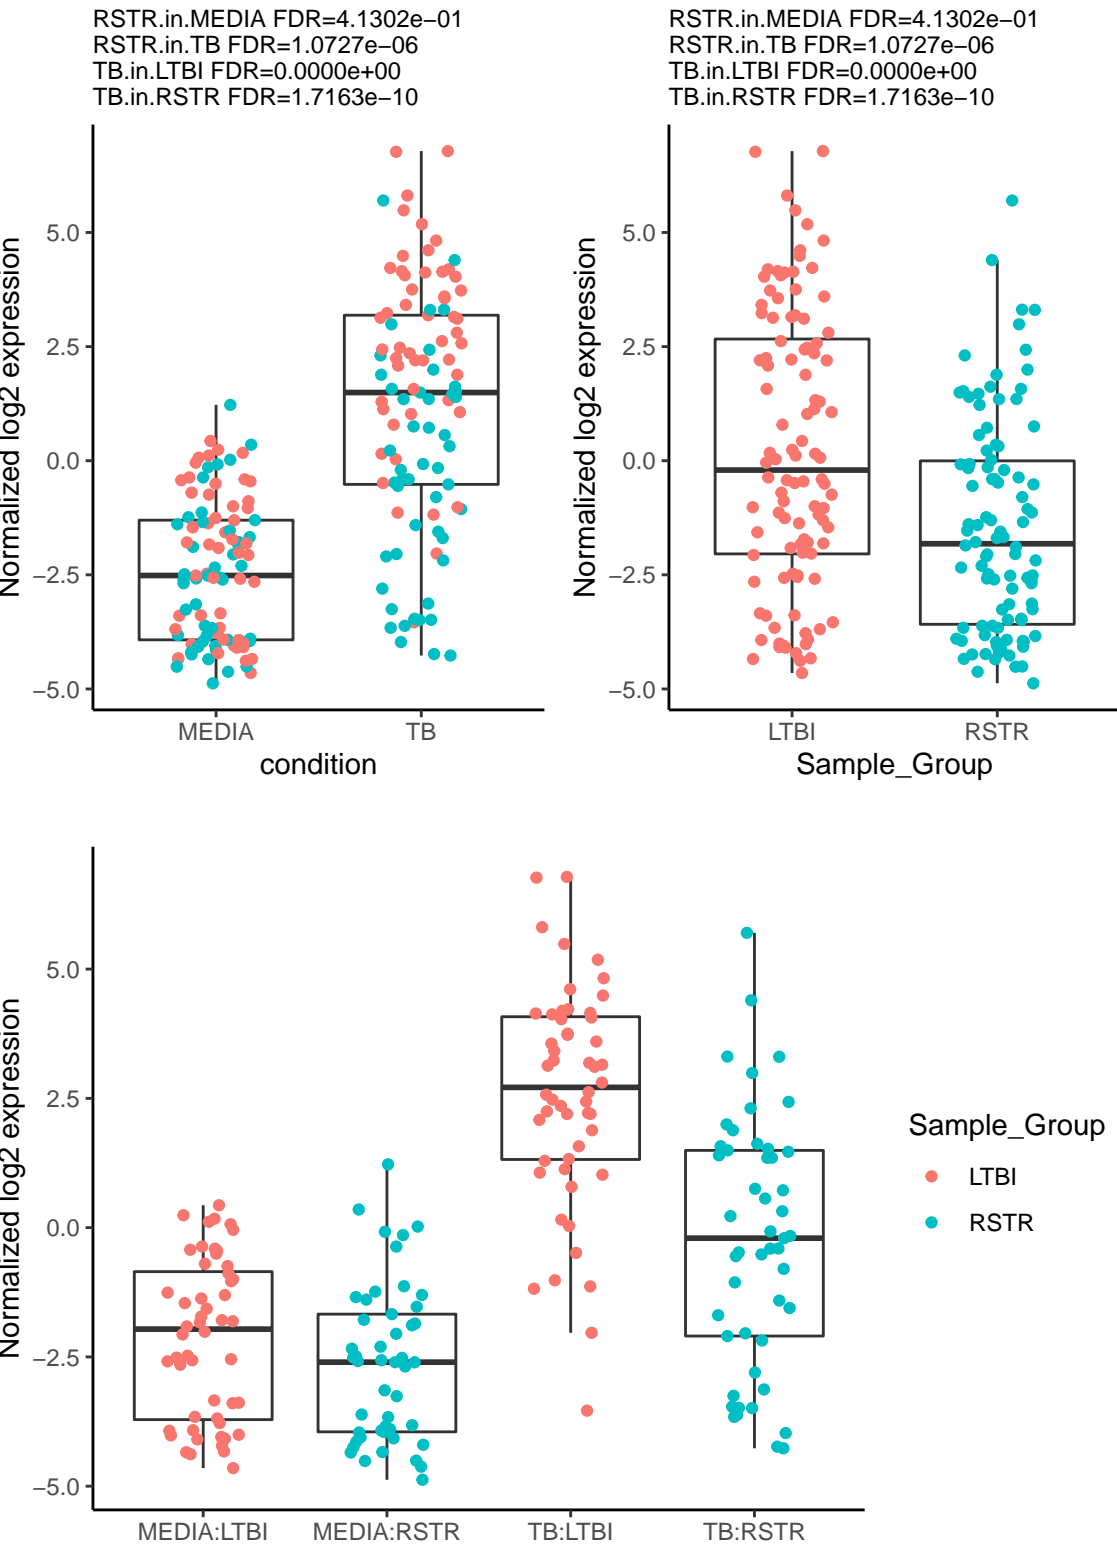 RSTR.in.MEDIA FDR=4.1302e−01
RSTR.in.TB FDR=1.0727e−06
TB.in.LTBI FDR=0.0000e+00
TB.in.RSTR FDR=1.7163e−10
Normalized log2 expression
5.0
2.5
0.0
−2.5
−5.0
MEDIA TB
condition
RSTR.in.MEDIA FDR=4.1302e−01
RSTR.in.TB FDR=1.0727e−06
TB.in.LTBI FDR=0.0000e+00
TB.in.RSTR FDR=1.7163e−10
Normalized log2 expression
5.0
2.5
0.0
−2.5
−5.0
LTBI RSTR
Sample_Group
Normalized log2 expression
5.0
2.5
0.0
−2.5
−5.0
MEDIA:LTBI MEDIA:RSTR TB:LTBI TB:RSTR
Sample_Group
LTBI
RSTR